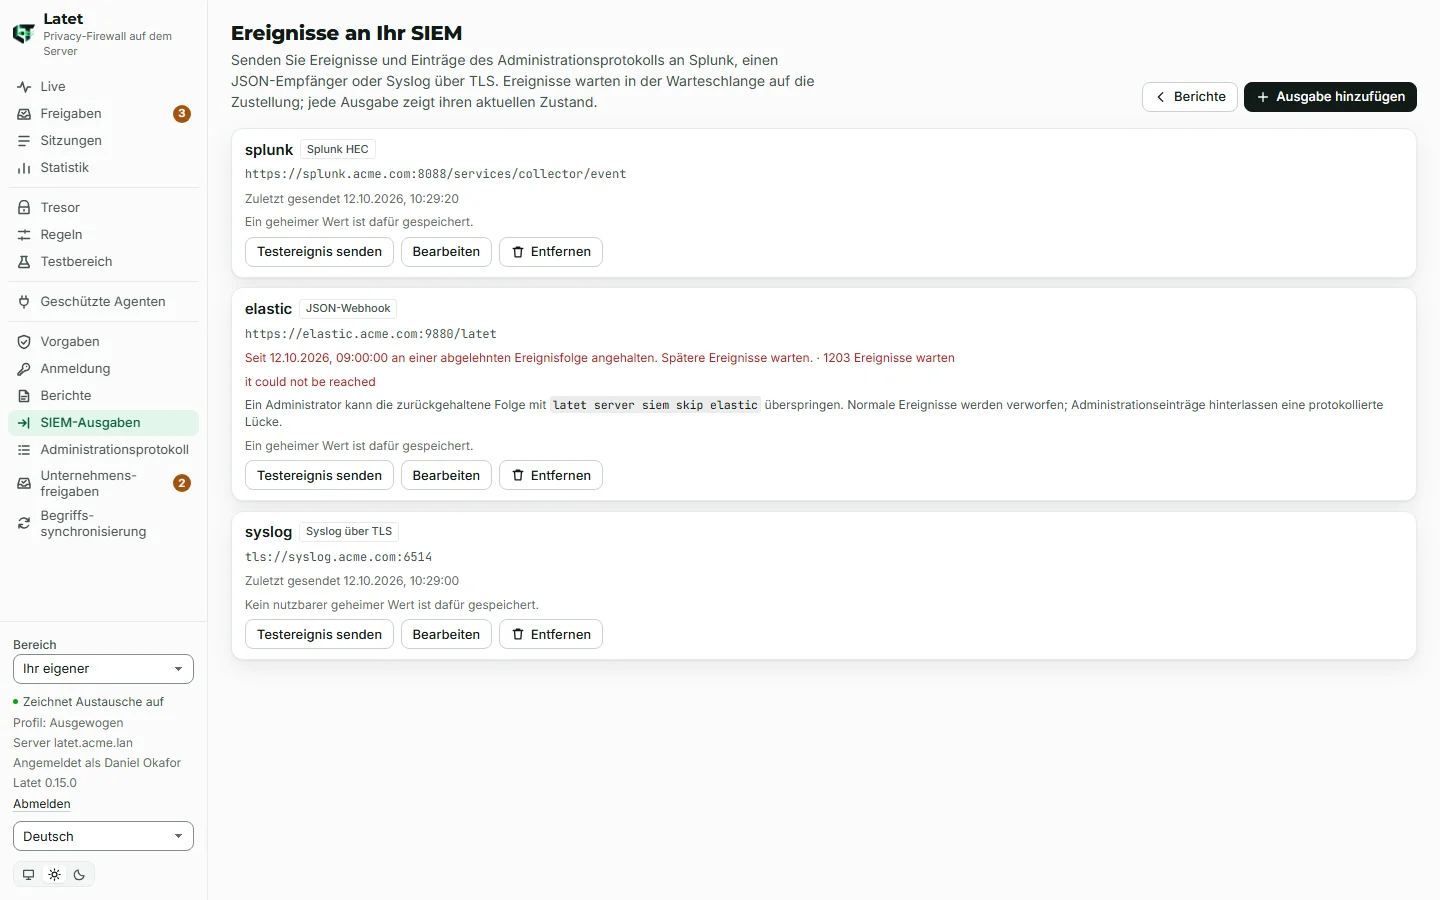 Latet
Privacy-Firewall auf dem
Server
Live
Freigaben
3
Sitzungen
Statistik
Tresor
Regeln
Testbereich
Geschützte Agenten
Vorgaben
Anmeldung
Berichte
SIEM-Ausgaben
Administrationsprotokoll
Unternehmens-
freigaben
2
Begriffs-
synchronisierung
Bereich
Ihr eigener
Zeichnet Austausche auf
Profil: Ausgewogen
Server latet.acme.lan
Angemeldet als Daniel Okafor
Latet 0.15.0
Abmelden
Deutsch
Ereignisse an Ihr SIEM
Senden Sie Ereignisse und Einträge des Administrationsprotokolls an Splunk, einen
JSON-Empfänger oder Syslog über TLS. Ereignisse warten in der Warteschlange auf die
Zustellung; jede Ausgabe zeigt ihren aktuellen Zustand.
Berichte
Ausgabe hinzufügen
splunk Splunk HEC
https://splunk.acme.com:8088/services/collector/event
Zuletzt gesendet 12.10.2026, 10:29:20
Ein geheimer Wert ist dafür gespeichert.
Testereignis senden Bearbeiten Entfernen
elastic JSON-Webhook
https://elastic.acme.com:9880/latet
Seit 12.10.2026, 09:00:00 an einer abgelehnten Ereignisfolge angehalten. Spätere Ereignisse warten. · 1203 Ereignisse warten
it could not be reached
Ein Administrator kann die zurückgehaltene Folge mit latet server siem skip elastic überspringen. Normale Ereignisse werden verworfen; Administrationseinträge hinterlassen eine protokollierte
Lücke.
Ein geheimer Wert ist dafür gespeichert.
Testereignis senden Bearbeiten Entfernen
syslog Syslog über TLS
tls://syslog.acme.com:6514
Zuletzt gesendet 12.10.2026, 10:29:00
Kein nutzbarer geheimer Wert ist dafür gespeichert.
Testereignis senden Bearbeiten Entfernen